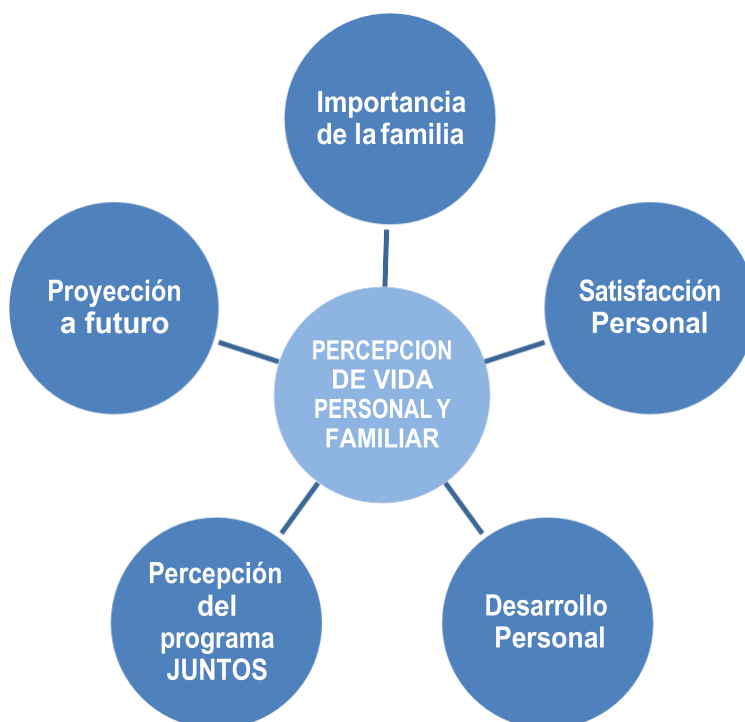 Importancia
de la familia
Proyección
a futuro
Satisfacción
Personal
PERCEPCION
DE VIDA
PERSONAL Y
FAMILIAR
Percepción
del
programa
JUNTOS
Desarrollo
Personal